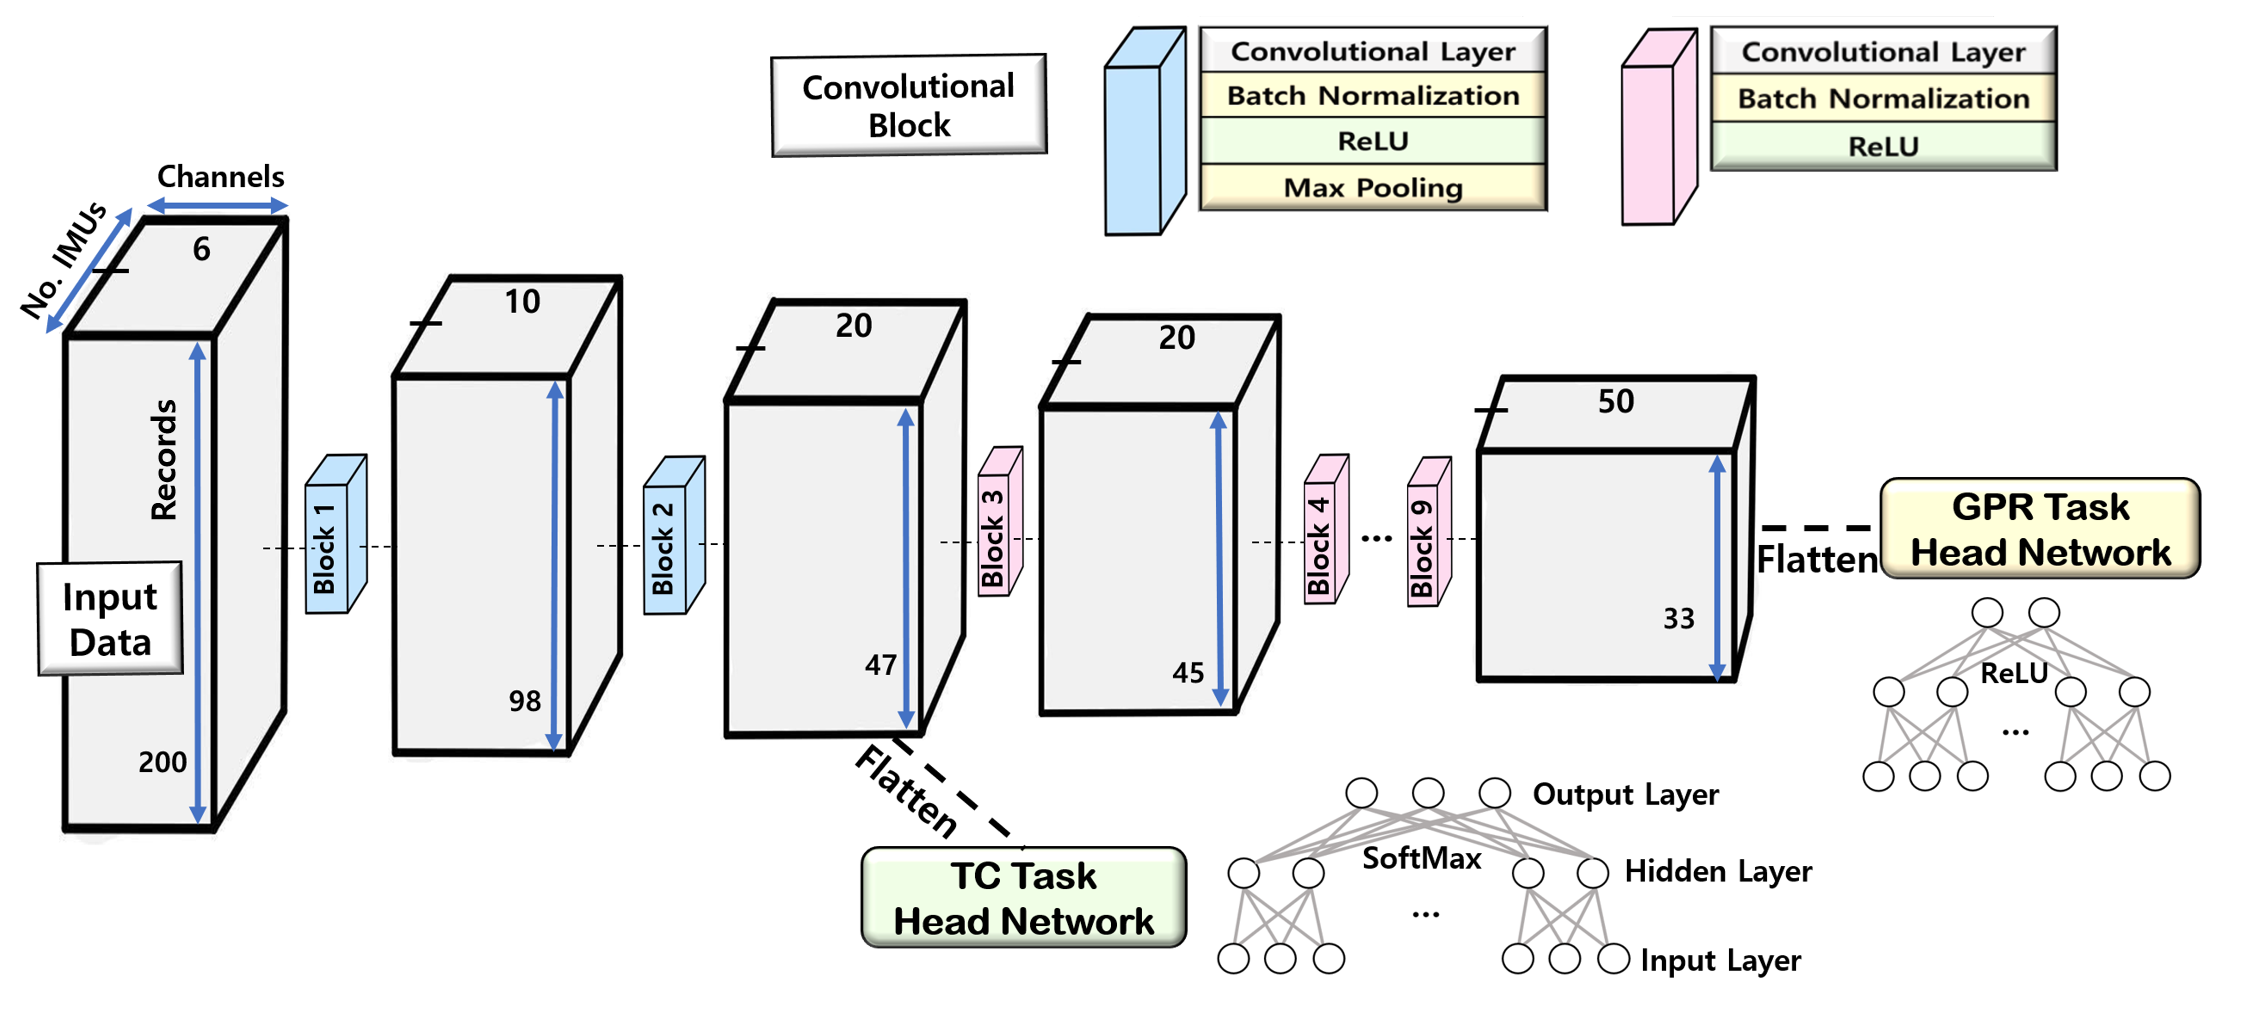 Convolutional
Block
Convolutional Layer
Batch Normalization
ReLU
Max Pooling
Convolutional Layer
Batch Normalization
ReLU
Channels
No. IMUs
6
Records
200
Input
Data
Block 1
10
98
Block 2
20
47
Block 3
20
45
Block 4
...
Block 9
50
33
Flatten
GPR Task
Head Network
ReLU
...
Flatten
TC Task
Head Network
Output Layer
SoftMax
Hidden Layer
...
Input Layer